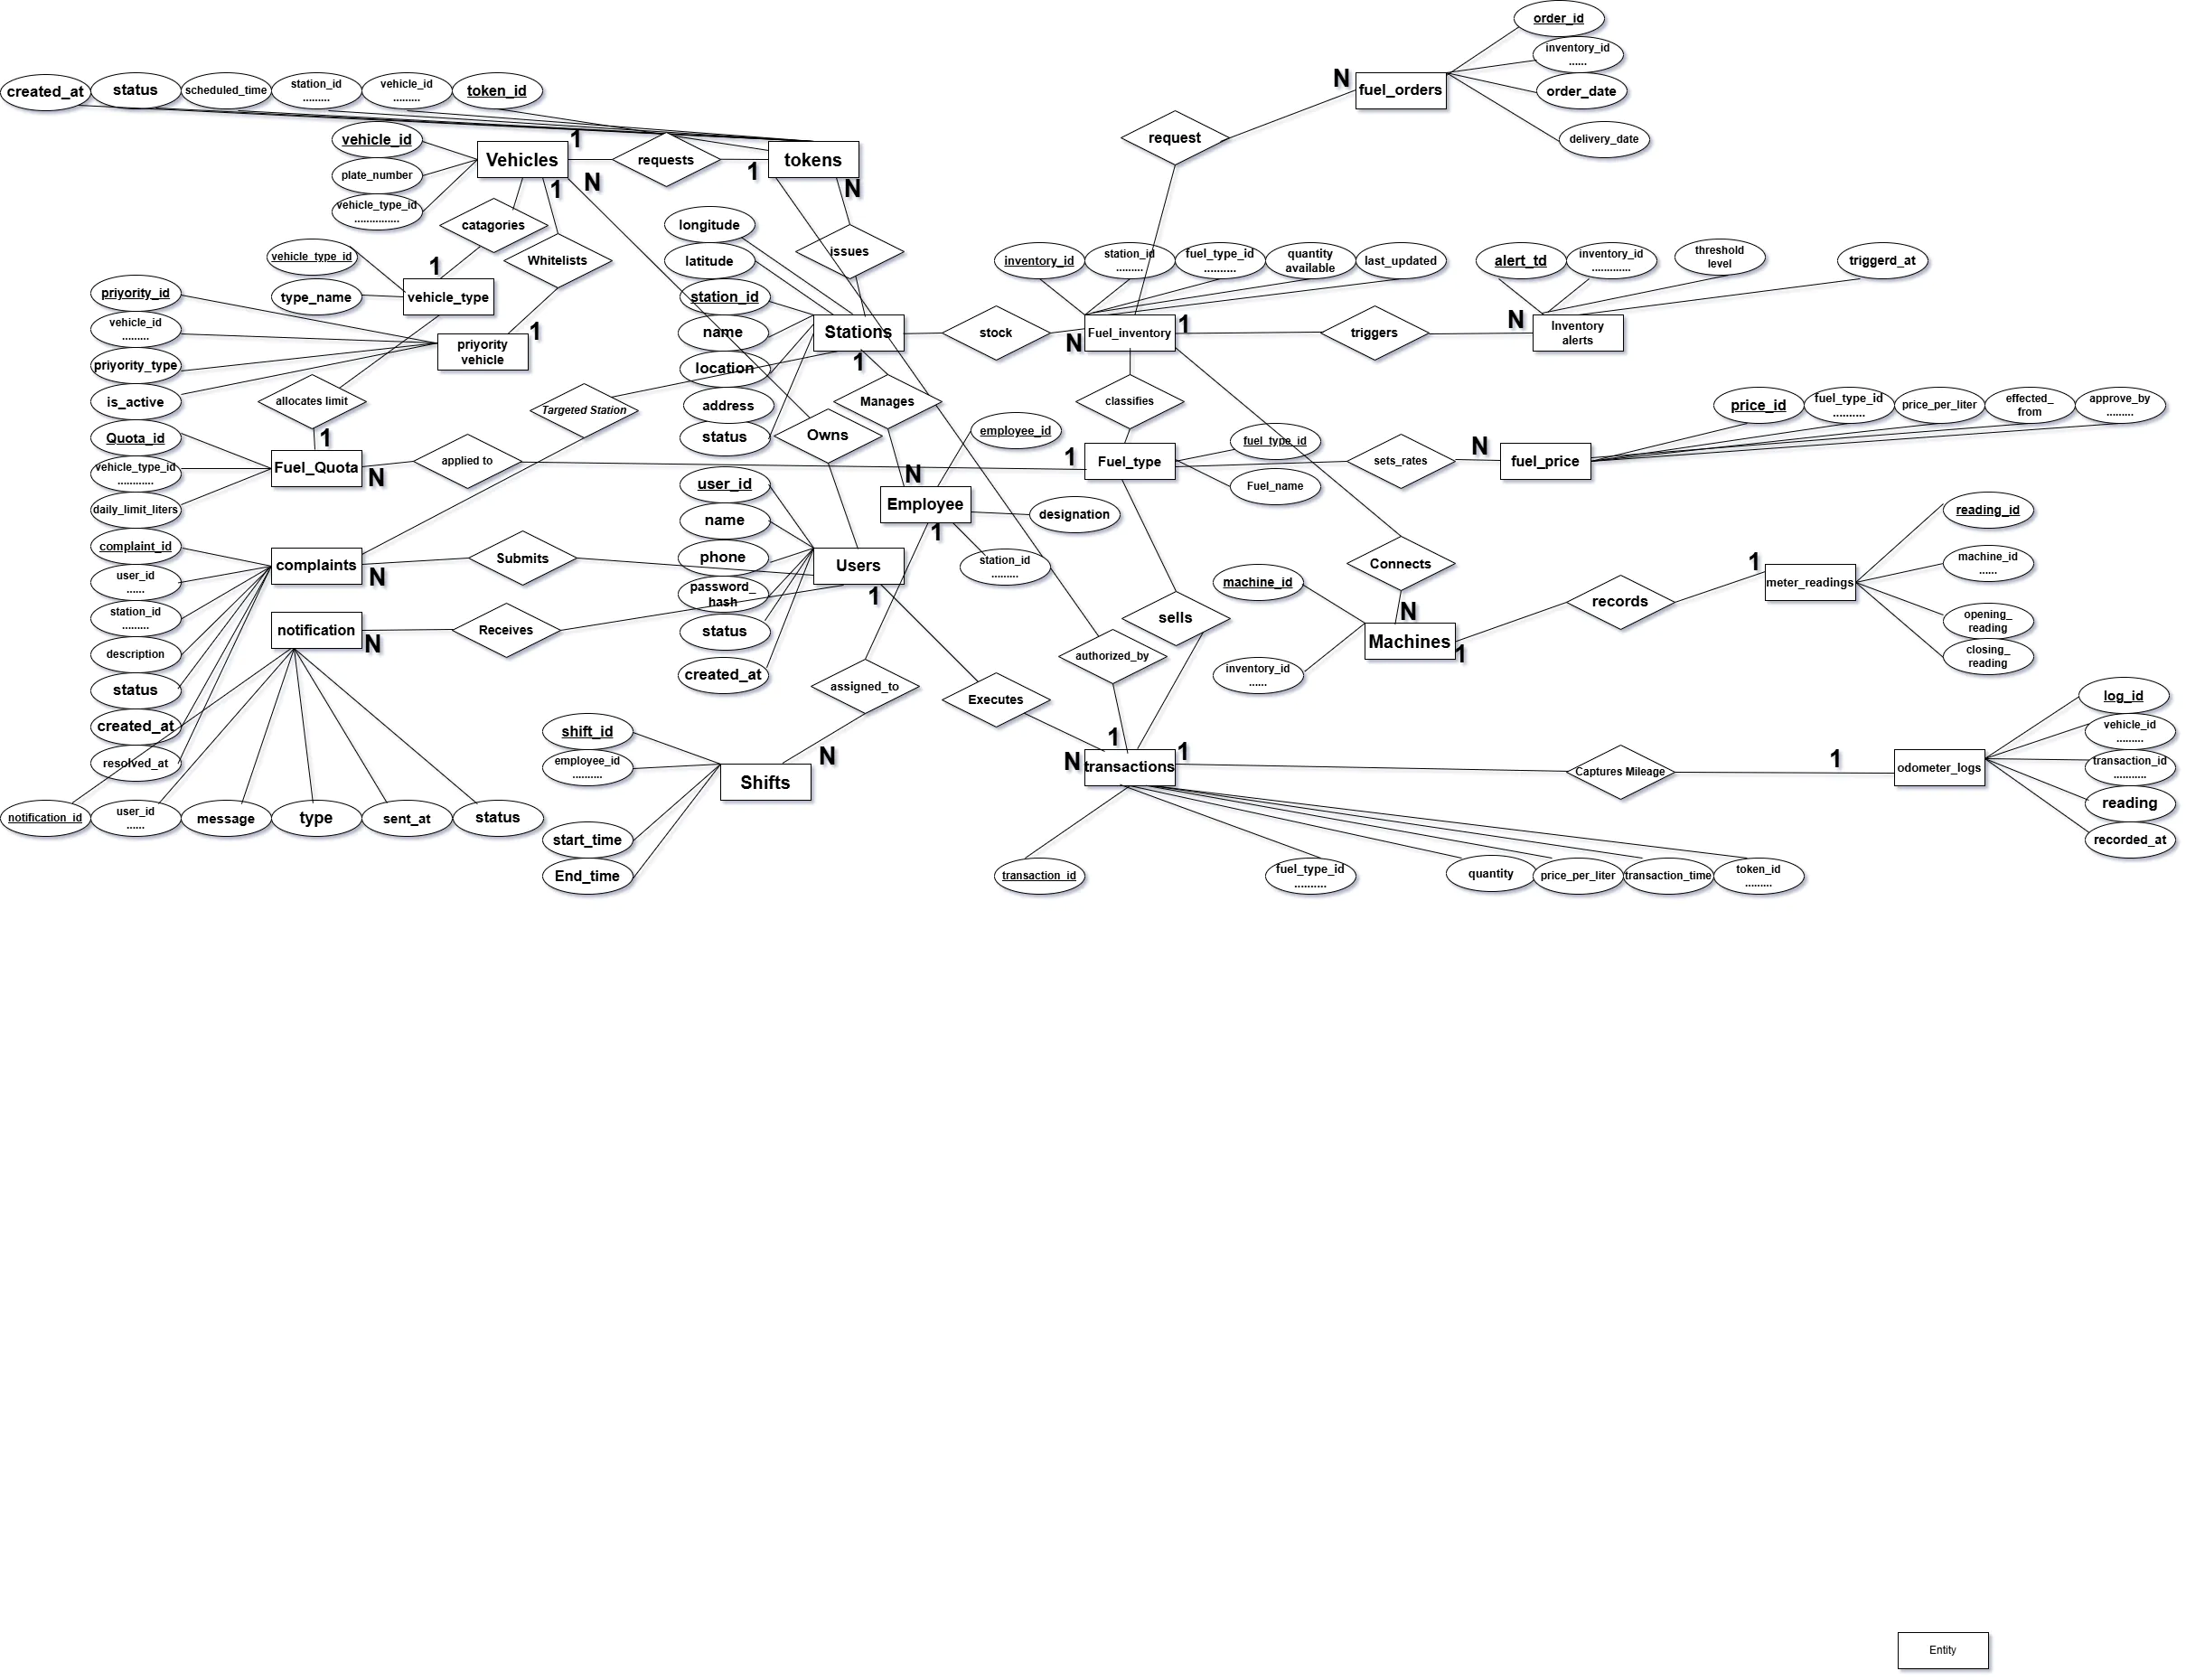 order_id
inventory_id
......
fuel_orders
order_date
N
delivery_date
request
created_at
status
scheduled_time
station_id
.........
vehicle_id
.........
token_id
vehicle_id
plate_number
vehicle_type_id
...............
Vehicles
1
N
1
requests
1
tokens
N
catagories
Whitelists
issues
longitude
latitude
station_id
name
location
address
status
Stations
1
vehicle_type_id
type_name
1
vehicle_type
priyority_id
vehicle_id
.........
priyority_type
is_active
priyority
vehicle
1
allocates limit
1
Targeted Station
Manages
Owns
stock
inventory_id
station_id
.........
fuel_type_id
..........
quantity
available
last_updated
Fuel_inventory
N
1
triggers
N
alert_td
inventory_id
.............
threshold
level
triggerd_at
Inventory
alerts
classifies
Quota_id
vehicle_type_id
............
daily_limit_liters
Fuel_Quota
N
applied to
employee_id
N
Employee
1
designation
station_id
.........
1
Fuel_type
fuel_type_id
Fuel_name
sets_rates
N
fuel_price
price_id
fuel_type_id
..........
price_per_liter
effected_
from
approve_by
.........
complaint_id
user_id
......
station_id
.........
description
status
created_at
resolved_at
complaints
N
Submits
user_id
name
phone
password_
hash
status
created_at
Users
1
notification
N
Receives
notification_id
user_id
......
message
type
sent_at
status
assigned_to
Executes
authorized_by
sells
Connects
machine_id
inventory_id
......
N
Machines
1
records
1
meter_readings
reading_id
machine_id
......
opening_
reading
closing_
reading
shift_id
employee_id
..........
start_time
End_time
Shifts
N
1
N
transactions
1
Captures Mileage
1
odometer_logs
log_id
vehicle_id
.........
transaction_id
...........
reading
recorded_at
transaction_id
fuel_type_id
..........
quantity
price_per_liter
transaction_time
token_id
.........
Entity